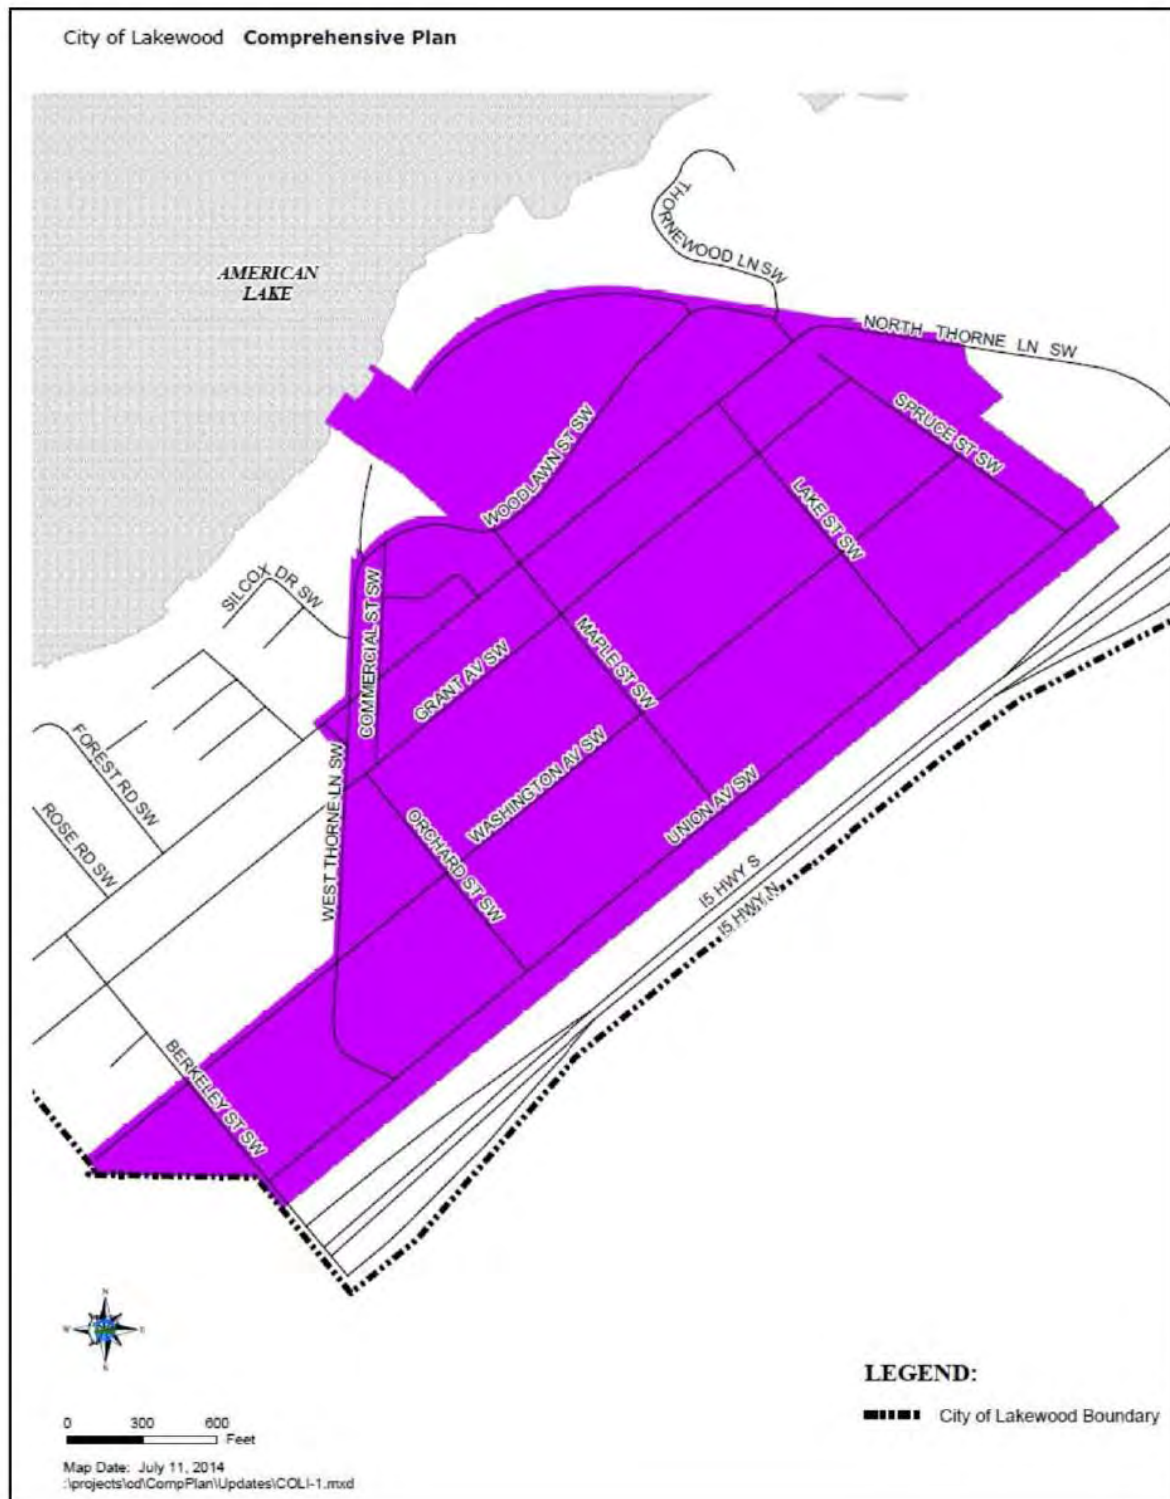 City of Lakewood Comprehensive Plan
AMERICAN
LAKE
THORNEWOOD LN SW
NORTH THORNE LN SW
SPRUCE ST SW
WOODLAWN ST SW
LAKE ST SW
SILCOX DR SW
COMMERCIAL ST SW
MAPLE ST SW
GRANT AV SW
FOREST RD SW
WASHINGTON AV SW
UNION AV SW
ROSE RD SW
WEST THORNE LN SW
ORCHARD ST SW
I5 HWY S
I5 HWY N
BERKELEY ST SW
N
W
E
S
LEGEND:
City of Lakewood Boundary
0 300 600
Feet
Map Date: July 11, 2014
:\projects\cd\CompPlan\Updates\COLI-1.mxd